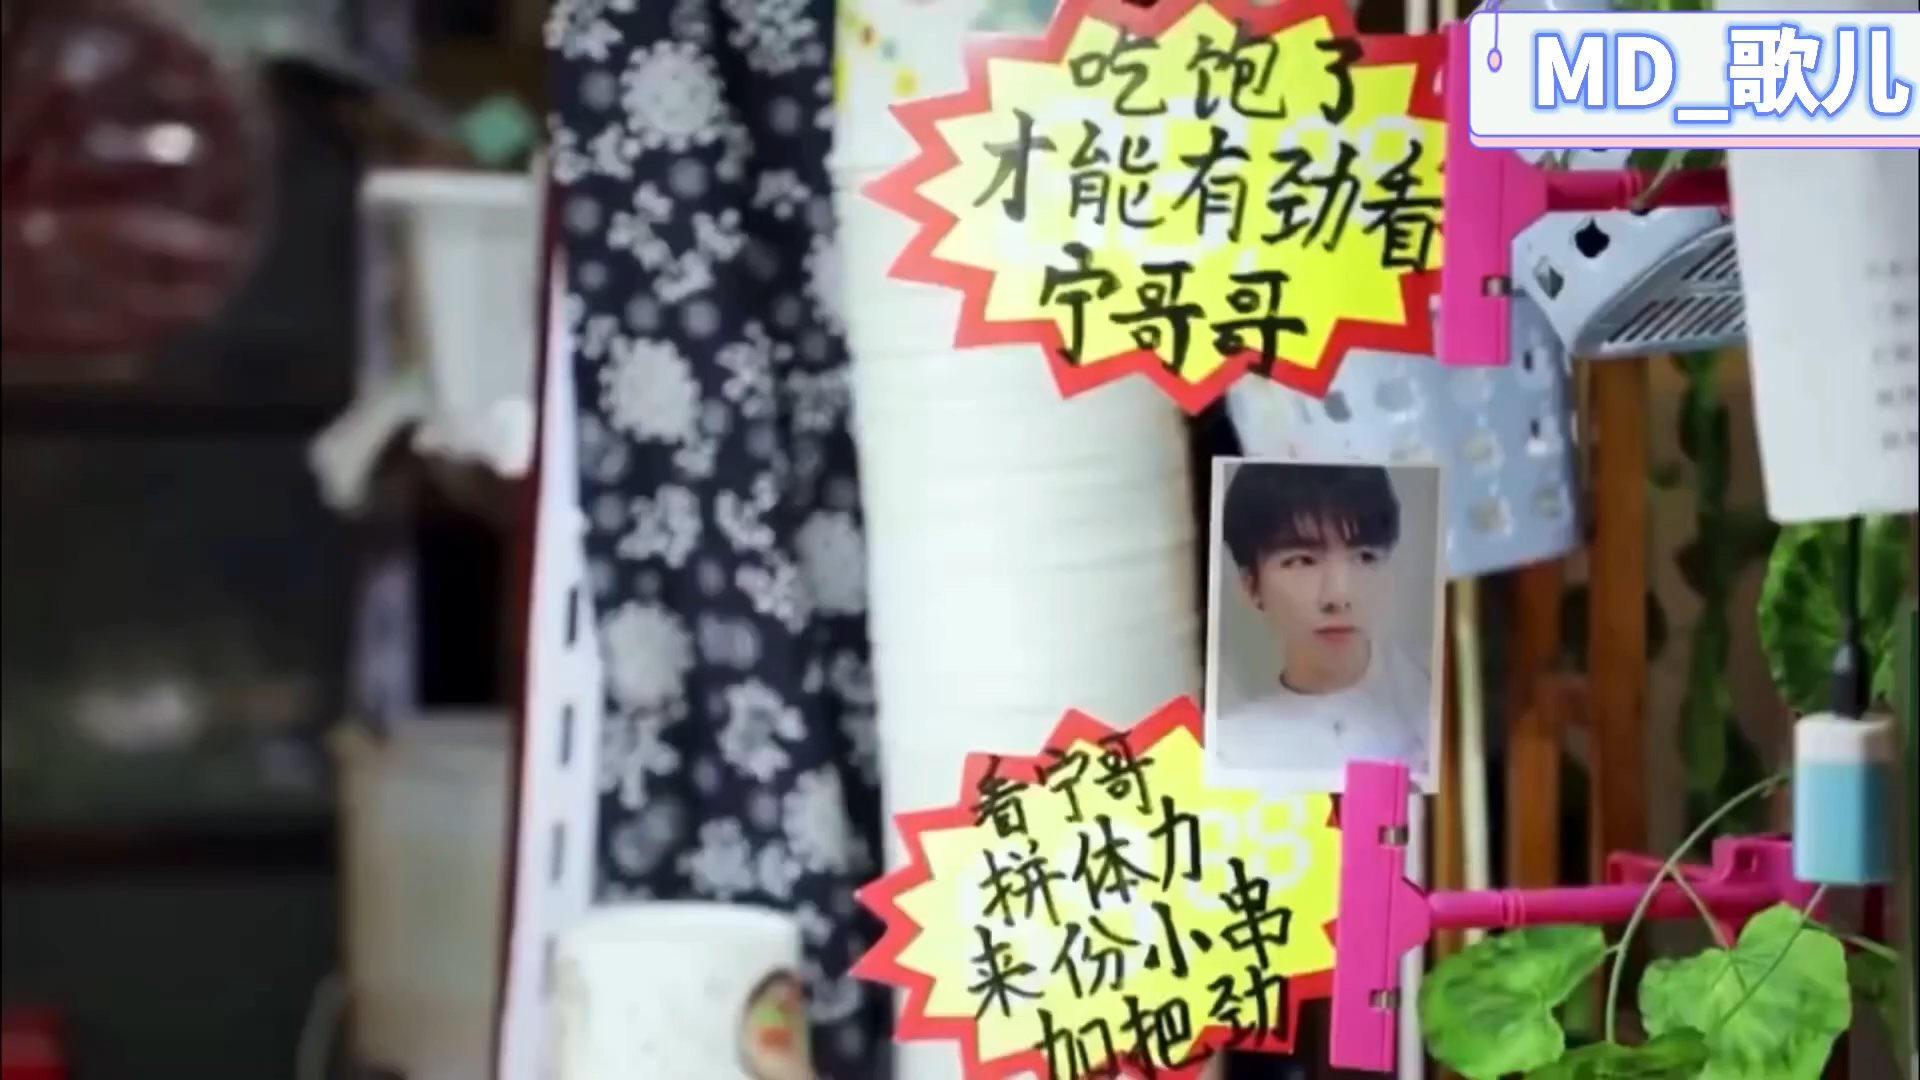 MD_歌儿
吃饱了
才能有劲看
宁哥哥
看宁哥
拼体力
来份小串
加把劲